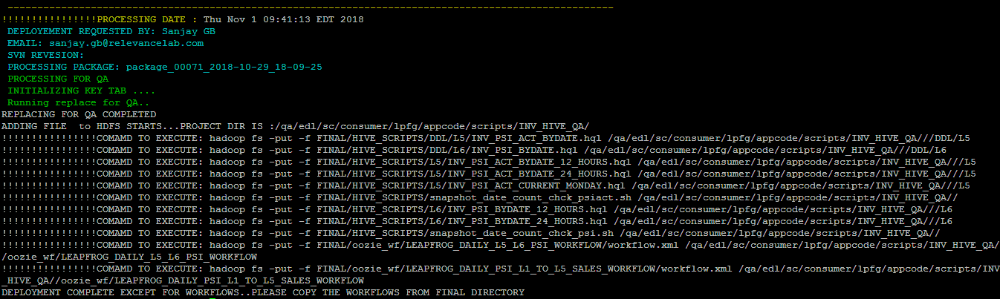 ------------------------------------------------------------------------------------------------------
!!!!!!!!!!!!!!!!PROCESSING DATE : Thu Nov 1 09:41:13 EDT 2018
DEPLOYEMENT REQUESTED BY: Sanjay GB
EMAIL: sanjay.gb@relevancelab.com
SVN REVESION:
PROCESSING PACKAGE: package_00071_2018-10-29_18-09-25
PROCESSING FOR QA
INITIALIZING KEY TAB ....
Running replace for QA..
REPLACING FOR QA COMPLETED
ADDING FILE  to HDFS STARTS...PROJECT DIR IS :/qa/edl/sc/consumer/lpfg/appcode/scripts/INV_HIVE_QA/
!!!!!!!!!!!!!!!!COMAMD TO EXECUTE: hadoop fs -put -f FINAL/HIVE_SCRIPTS/DDL/L5/INV_PSI_ACT_BYDATE.hql /qa/edl/sc/consumer/lpfg/appcode/scripts/INV_HIVE_QA///DDL/L5
!!!!!!!!!!!!!!!!COMAMD TO EXECUTE: hadoop fs -put -f FINAL/HIVE_SCRIPTS/DDL/L6/INV_PSI_BYDATE.hql /qa/edl/sc/consumer/lpfg/appcode/scripts/INV_HIVE_QA///DDL/L6
!!!!!!!!!!!!!!!!COMAMD TO EXECUTE: hadoop fs -put -f FINAL/HIVE_SCRIPTS/L5/INV_PSI_ACT_BYDATE_12_HOURS.hql /qa/edl/sc/consumer/lpfg/appcode/scripts/INV_HIVE_QA///L5
!!!!!!!!!!!!!!!!COMAMD TO EXECUTE: hadoop fs -put -f FINAL/HIVE_SCRIPTS/L5/INV_PSI_ACT_BYDATE_24_HOURS.hql /qa/edl/sc/consumer/lpfg/appcode/scripts/INV_HIVE_QA///L5
!!!!!!!!!!!!!!!!COMAMD TO EXECUTE: hadoop fs -put -f FINAL/HIVE_SCRIPTS/L5/INV_PSI_ACT_CURRENT_MONDAY.hql /qa/edl/sc/consumer/lpfg/appcode/scripts/INV_HIVE_QA///L5
!!!!!!!!!!!!!!!!COMAMD TO EXECUTE: hadoop fs -put -f FINAL/HIVE_SCRIPTS/snapshot_date_count_chck_psiact.sh /qa/edl/sc/consumer/lpfg/appcode/scripts/INV_HIVE_QA//
!!!!!!!!!!!!!!!!COMAMD TO EXECUTE: hadoop fs -put -f FINAL/HIVE_SCRIPTS/L6/INV_PSI_BYDATE_12_HOURS.hql /qa/edl/sc/consumer/lpfg/appcode/scripts/INV_HIVE_QA///L6
!!!!!!!!!!!!!!!!COMAMD TO EXECUTE: hadoop fs -put -f FINAL/HIVE_SCRIPTS/L6/INV_PSI_BYDATE_24_HOURS.hql /qa/edl/sc/consumer/lpfg/appcode/scripts/INV_HIVE_QA///L6
!!!!!!!!!!!!!!!!COMAMD TO EXECUTE: hadoop fs -put -f FINAL/HIVE_SCRIPTS/snapshot_date_count_chck_psi.sh /qa/edl/sc/consumer/lpfg/appcode/scripts/INV_HIVE_QA//
!!!!!!!!!!!!!!!!COMAMD TO EXECUTE: hadoop fs -put -f FINAL/oozie_wf/LEAPFROG_DAILY_L5_L6_PSI_WORKFLOW/workflow.xml /qa/edl/sc/consumer/lpfg/appcode/scripts/INV_HIVE_QA/
/oozie_wf/LEAPFROG_DAILY_L5_L6_PSI_WORKFLOW
!!!!!!!!!!!!!!!!COMAMD TO EXECUTE: hadoop fs -put -f FINAL/oozie_wf/LEAPFROG_DAILY_PSI_L1_TO_L5_SALES_WORKFLOW/workflow.xml /qa/edl/sc/consumer/lpfg/appcode/scripts/INV
_HIVE_QA//oozie_wf/LEAPFROG_DAILY_PSI_L1_TO_L5_SALES_WORKFLOW
DEPLOYMENT COMPLETE EXCEPT FOR WORKFLOWS..PLEASE COPY THE WORKFLOWS FROM FINAL DIRECTORY